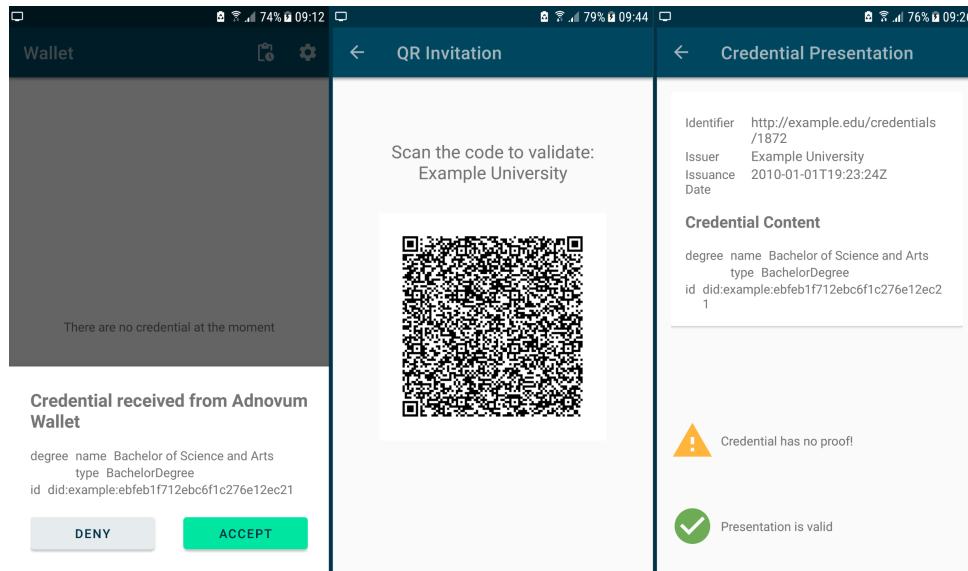 74% 09:12
Wallet
There are no credential at the moment
Credential received from Adnovum
Wallet
degree name Bachelor of Science and Arts
type BachelorDegree
id did:example:ebfeb1f712ebc6f1c276e12ec21
DENY
ACCEPT
79% 09:44
QR Invitation
Scan the code to validate:
Example University
76% 09:20
Credential Presentation
Identifier http://example.edu/credentials
/1872
Issuer Example University
Issuance 2010-01-01T19:23:24Z
Date
Credential Content
degree name Bachelor of Science and Arts
type BachelorDegree
id did:example:ebfeb1f712ebc6f1c276e12ec2
1
Credential has no proof!
Presentation is valid